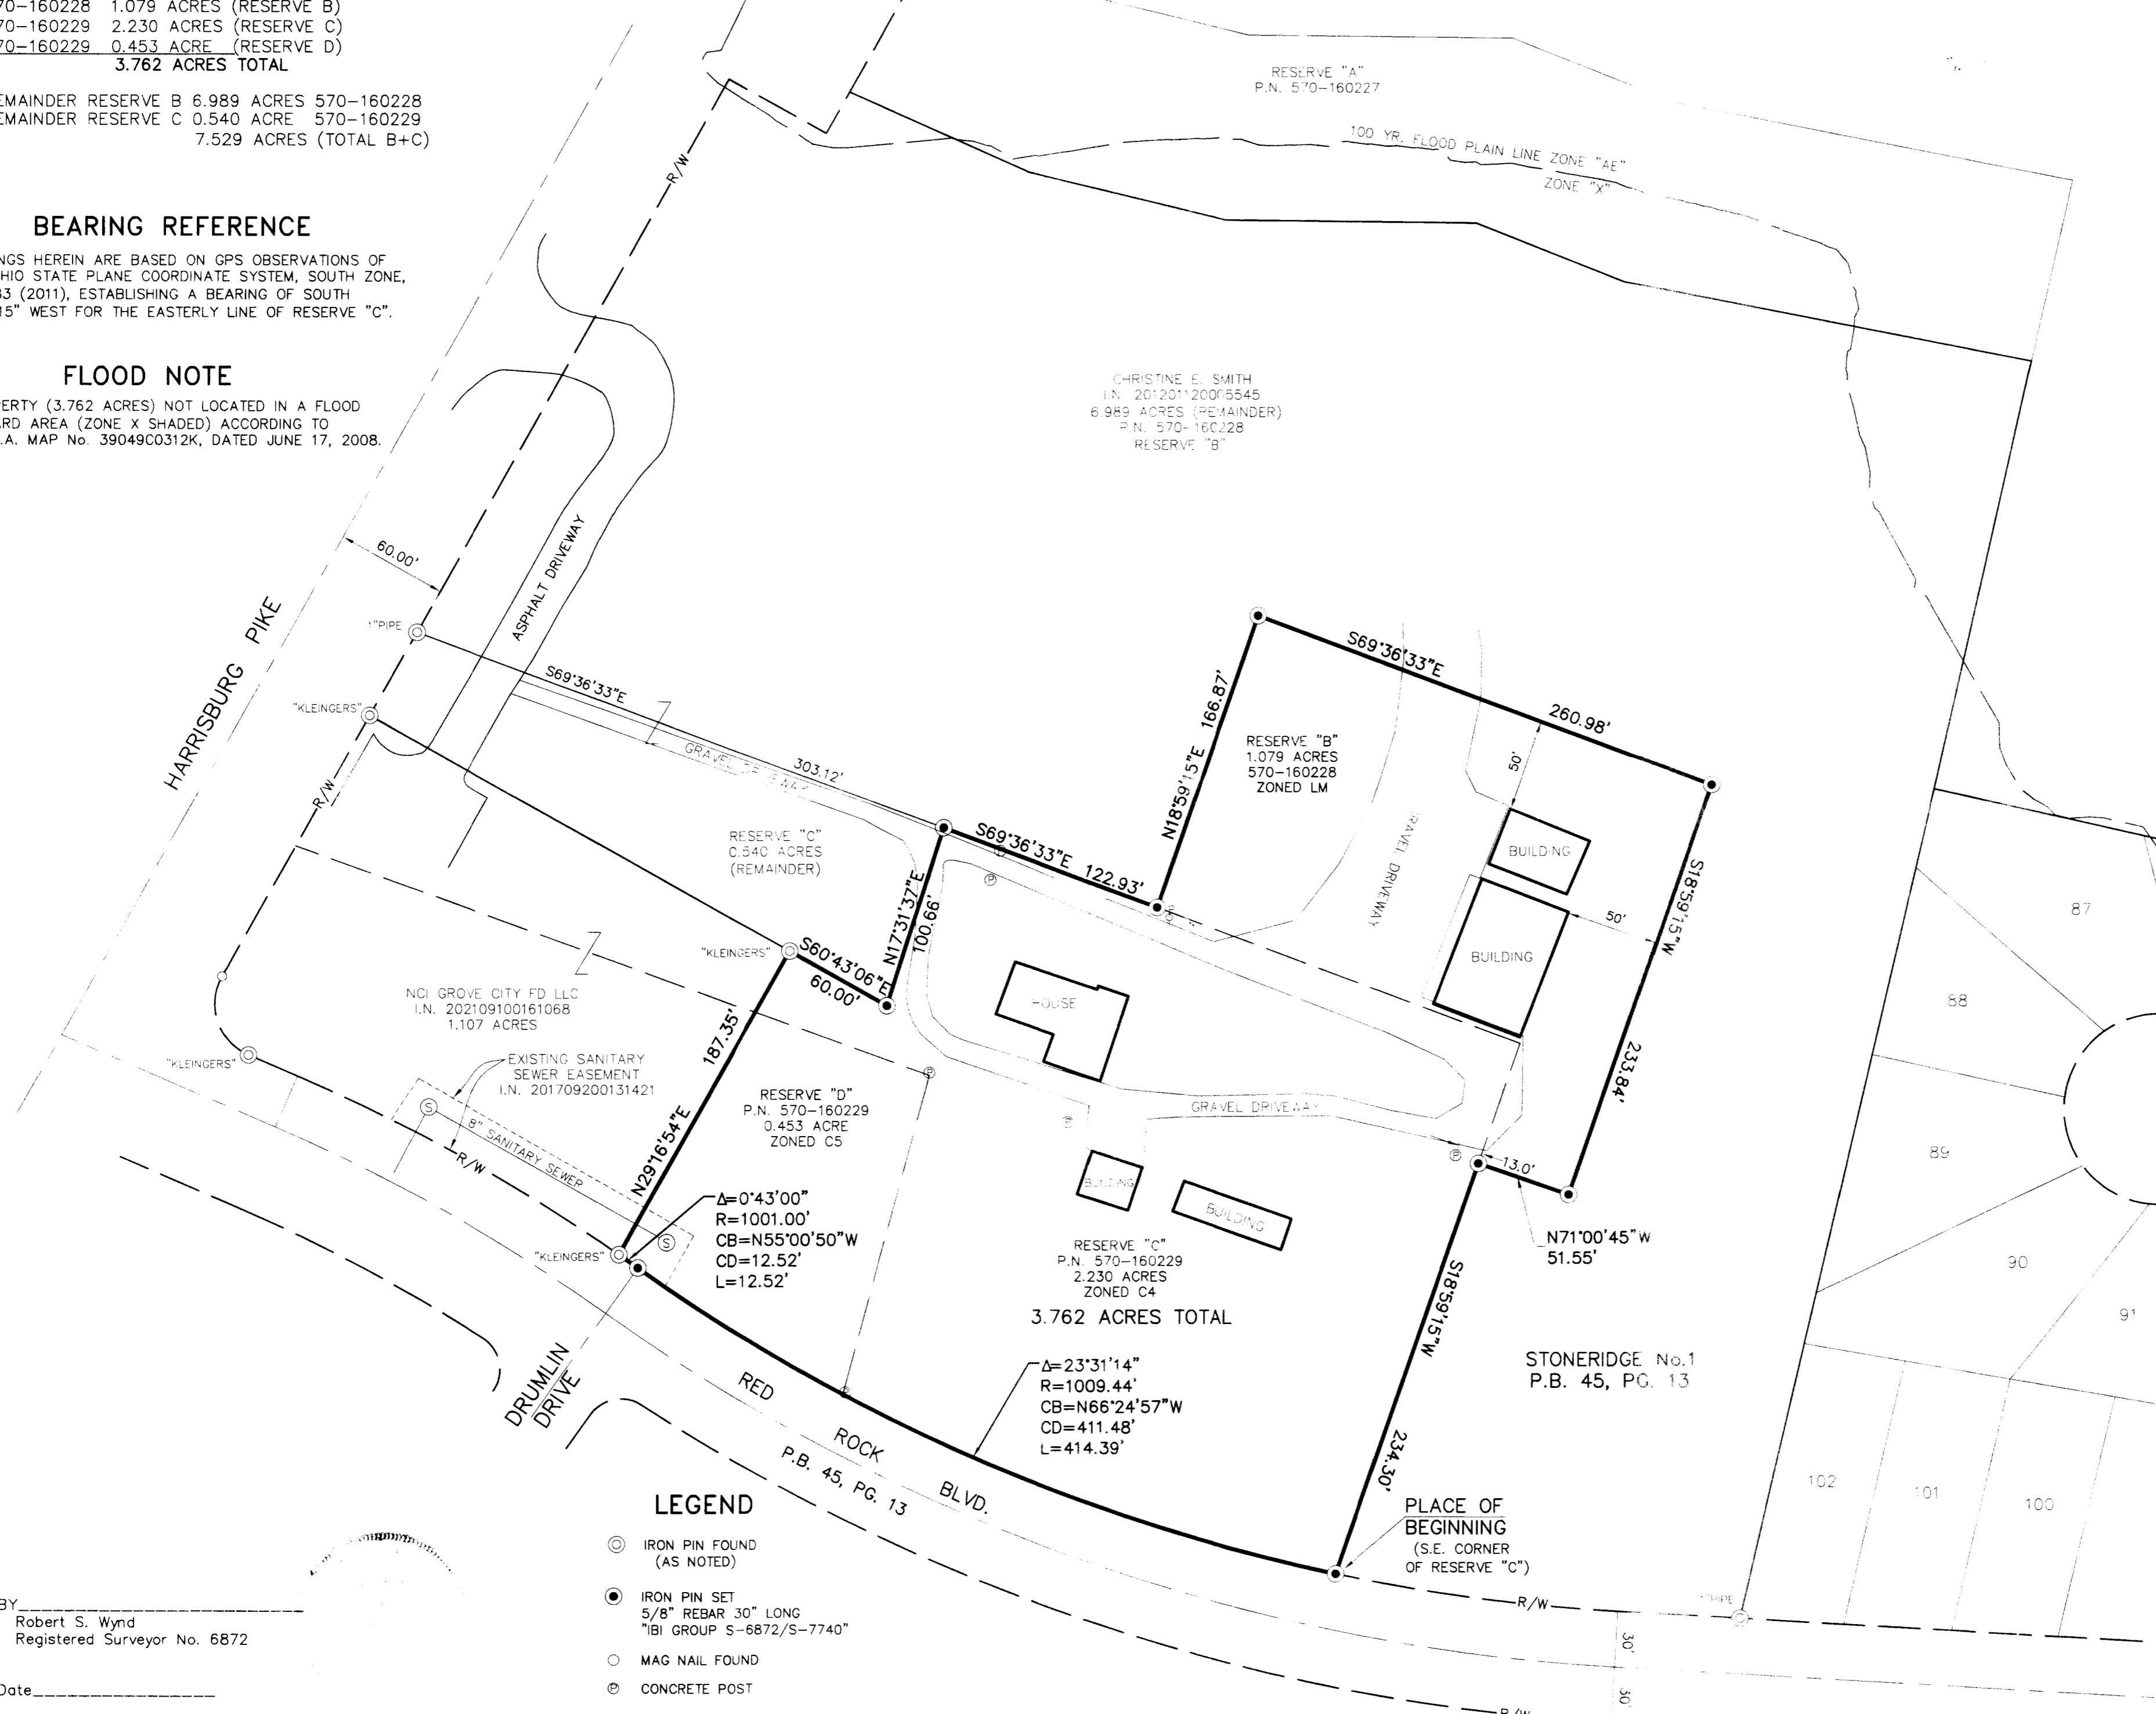 70-160228 1.079 ACRES (RESERVE B)
70-160229 2.230 ACRES (RESERVE C)
70-160229 0.453 ACRE (RESERVE D)
3.762 ACRES TOTAL
EMAINDER RESERVE B 6.989 ACRES 570-160228
EMAINDER RESERVE C 0.540 ACRE 570-160229
7.529 ACRES (TOTAL B+C)
BEARING REFERENCE
NGS HEREIN ARE BASED ON GPS OBSERVATIONS OF
HIO STATE PLANE COORDINATE SYSTEM, SOUTH ZONE,
83 (2011), ESTABLISHING A BEARING OF SOUTH
15" WEST FOR THE EASTERLY LINE OF RESERVE "C".
FLOOD NOTE
PERTY (3.762 ACRES) NOT LOCATED IN A FLOOD
ARD AREA (ZONE X SHADED) ACCORDING TO
.A. MAP No. 39049C0312K, DATED JUNE 17, 2008.
RESERVE "A"
P.N. 570-160227
100 YR. FLOOD PLAIN LINE ZONE "AE"
ZONE "X"
R/W
CHRISTINE E. SMITH
I.N. 201201120005545
6.989 ACRES (REMAINDER)
P.N. 570-160228
RESERVE "B"
60.00'
ASPHALT DRIVEWAY
HARRISBURG PIKE
1"PIPE
"KLEINGERS"
R/W
S69°36'33"E
303.12'
GRAVEL DRIVEWAY
RESERVE "C"
0.540 ACRES
(REMAINDER)
S69°36'33"E 122.93'
N18°59'15"E 166.87'
S69°36'33"E
260.98'
RESERVE "B"
1.079 ACRES
570-160228
ZONED LM
50'
RAVEL DRIVEWAY
BUILDING
BUILDING
50'
S18°59'15"W
233.84'
N17°31'37"E
100.66'
"KLEINGERS"
S60°43'06"E
60.00'
HOUSE
NCI GROVE CITY FD LLC
I.N. 202109100161068
1.107 ACRES
"KLEINGERS"
EXISTING SANITARY
SEWER EASEMENT
I.N. 201709200131421
S
8" SANITARY SEWER
S
R/W
187.35'
N29°16'54"E
RESERVE "D"
P.N. 570-160229
0.453 ACRE
ZONED C5
GRAVEL DRIVEWAY
BUILDING
BUILDING
13.0'
N71°00'45"W
51.55'
Δ=0°43'00"
R=1001.00'
CB=N55°00'50"W
CD=12.52'
L=12.52'
"KLEINGERS"
RESERVE "C"
P.N. 570-160229
2.230 ACRES
ZONED C4
3.762 ACRES TOTAL
Δ=23°31'14"
R=1009.44'
CB=N66°24'57"W
CD=411.48'
L=414.39'
S18°59'15"W
234.30'
STONERIDGE No.1
P.B. 45, PG. 13
87
88
89
90
91
102
101
100
DRUMLIN
DRIVE
RED ROCK BLVD.
P.B. 45, PG. 13
PLACE OF
BEGINNING
(S.E. CORNER
OF RESERVE "C")
R/W
1"PIPE
30'
30'
R/W
LEGEND
IRON PIN FOUND
(AS NOTED)
IRON PIN SET
5/8" REBAR 30" LONG
"IBI GROUP S-6872/S-7740"
MAG NAIL FOUND
P CONCRETE POST
BY
Robert S. Wynd
Registered Surveyor No. 6872
Date